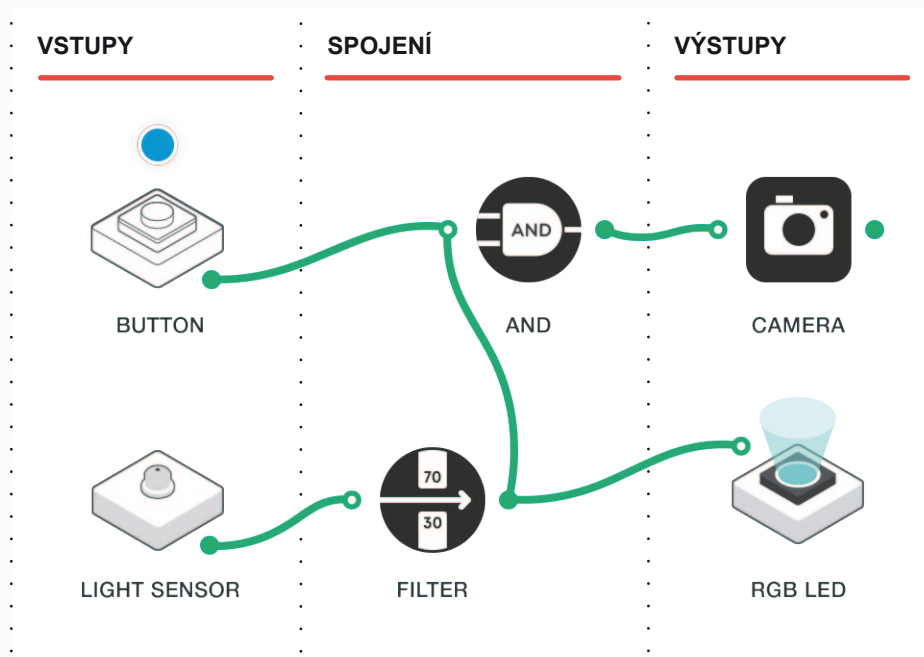 VSTUPY
SPOJENÍ
VÝSTUPY
AND
BUTTON
AND
CAMERA
70
30
LIGHT SENSOR
FILTER
RGB LED